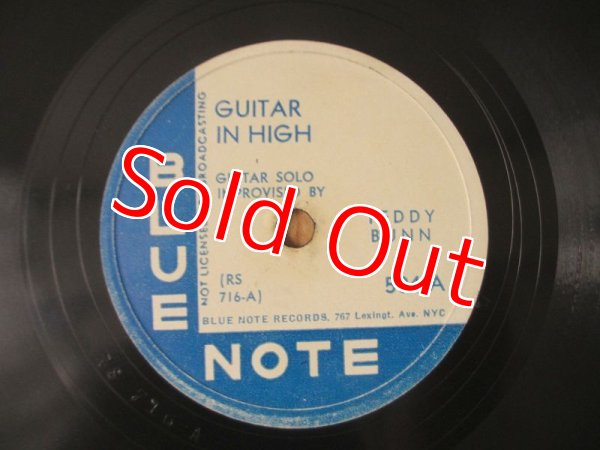 GUITAR
IN HIGH
GUITAR SOLO
IMPROVISED BY
TEDDY
BUNN
(RS
716-A)
NOT LICENSED BROADCASTING
BLUE NOTE RECORDS, 767 Lexingt. Ave. NYC
BLUE
NOTE
Sold Out